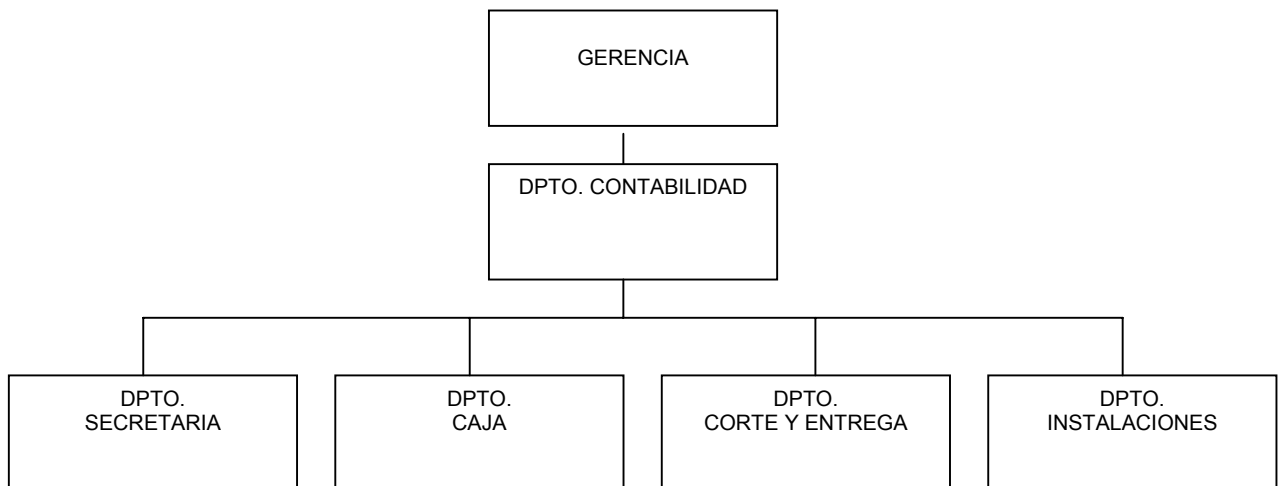 GERENCIA
DPTO. CONTABILIDAD
DPTO.
SECRETARIA
DPTO.
CAJA
DPTO.
CORTE Y ENTREGA
DPTO.
INSTALACIONES